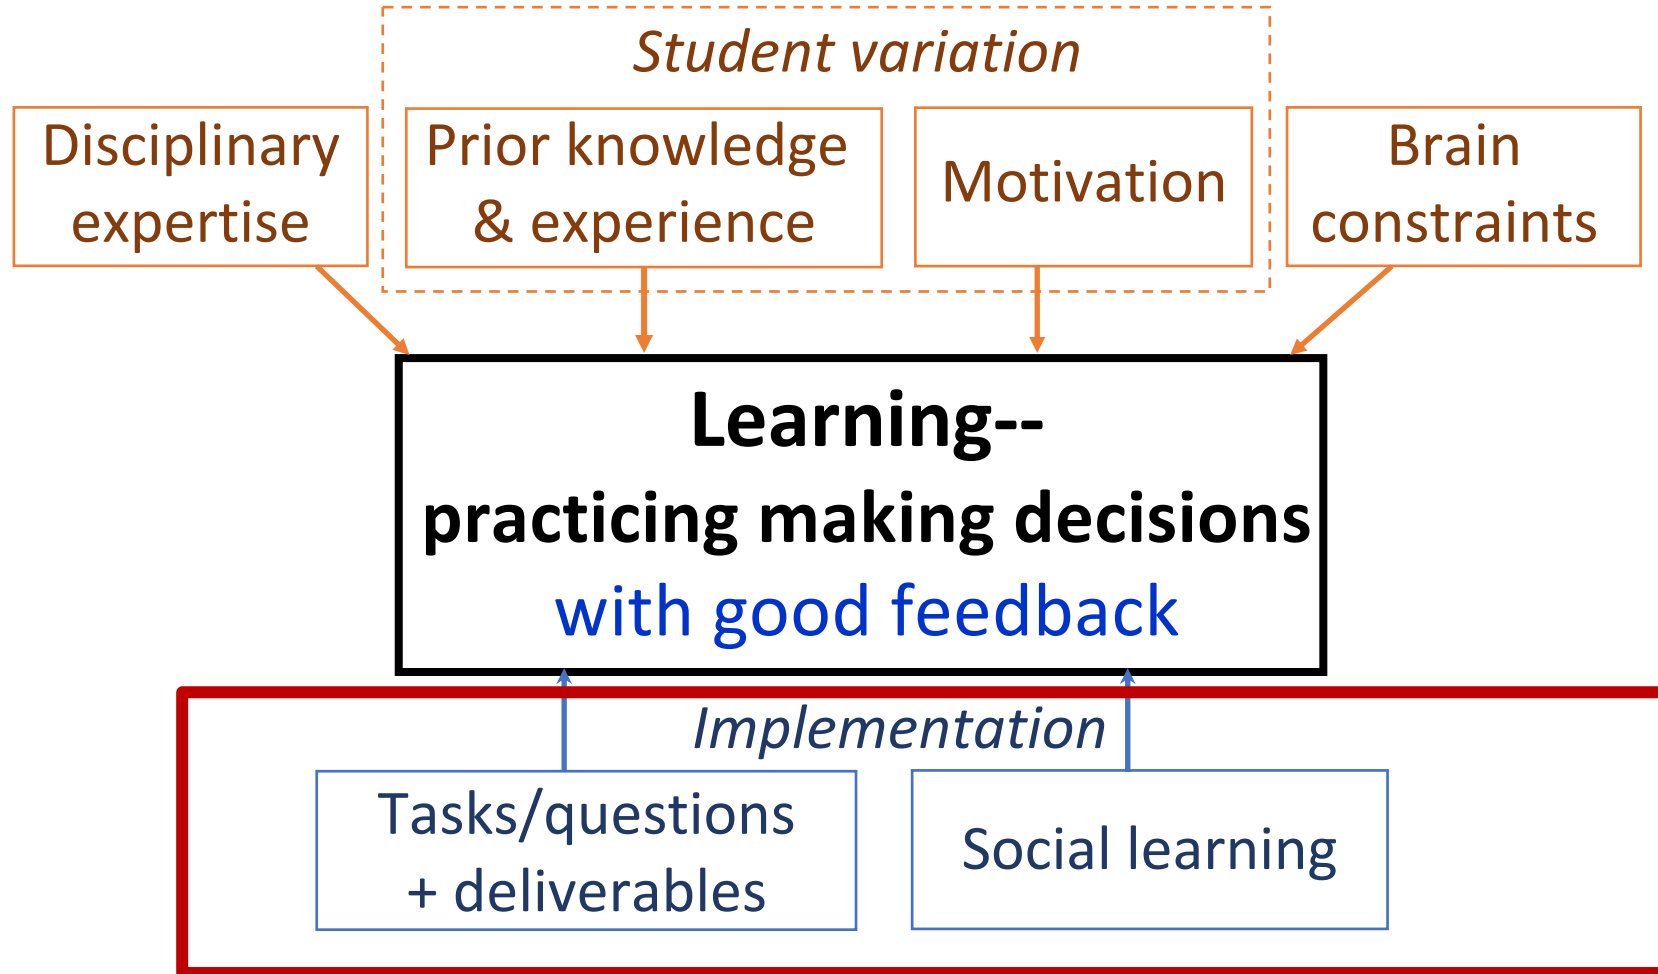 Student variation
Disciplinary
expertise
Prior knowledge
& experience
Motivation
Brain
constraints
Learning--
practicing making decisions
with good feedback
Implementation
Tasks/questions
+ deliverables
Social learning